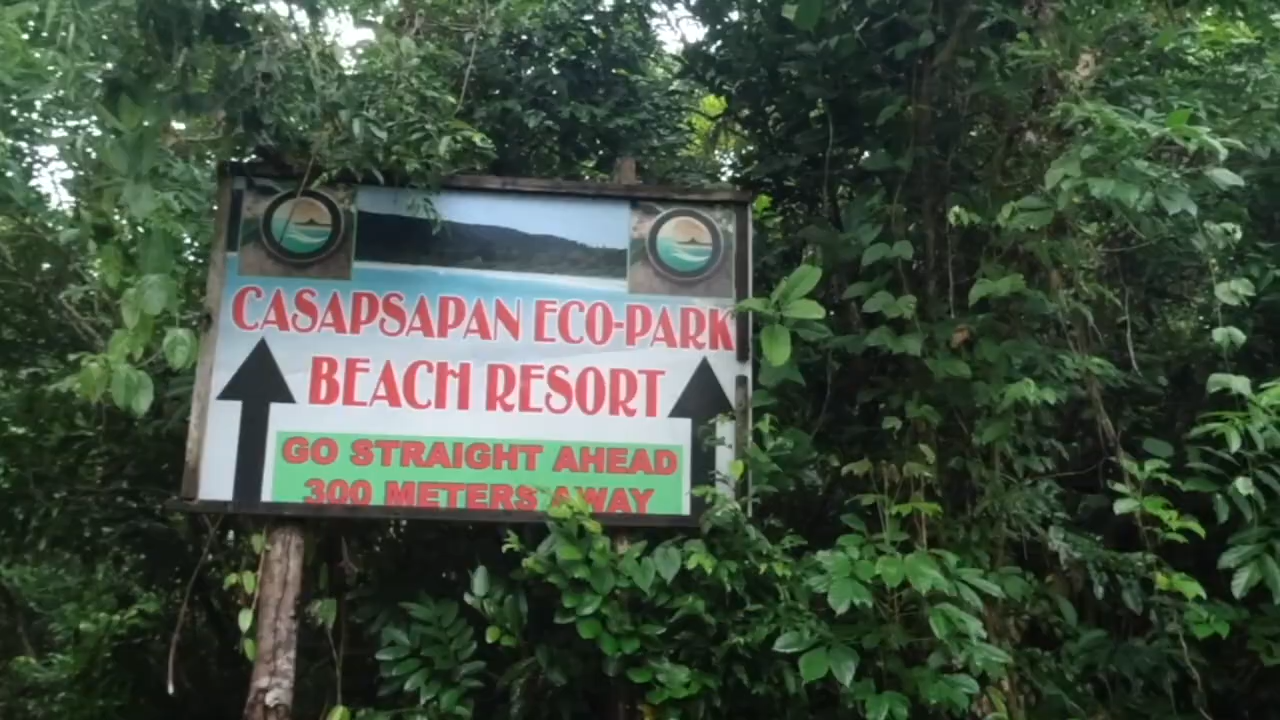 CASAPSAPAN ECO-PARK
BEACH RESORT
GO STRAIGHT AHEAD
300 METERS AWAY